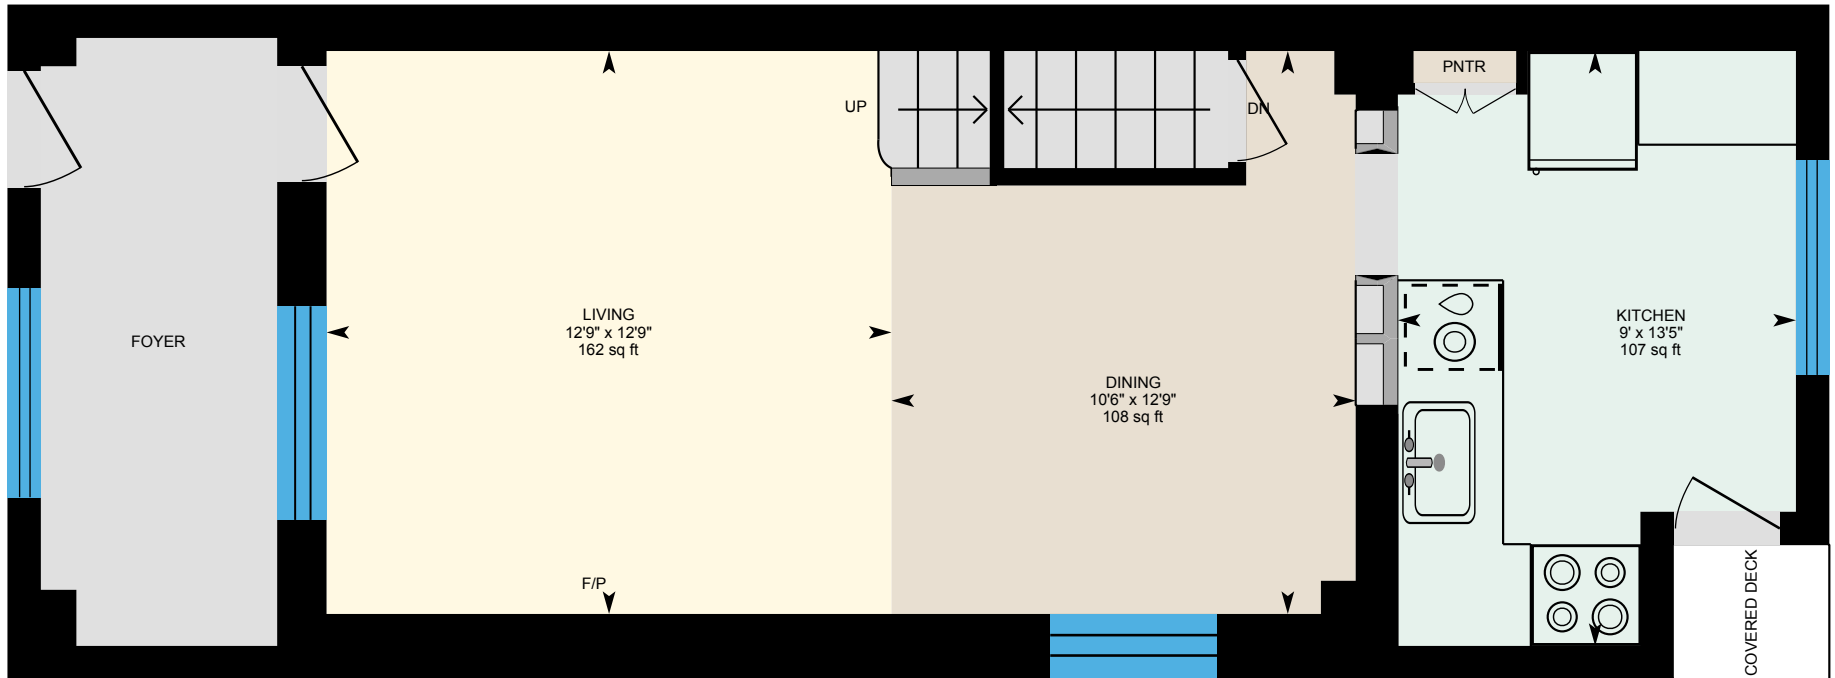 PNTR
UP
DN
FOYER
LIVING
12'9" x 12'9"
162 sq ft
KITCHEN
9' x 13'5"
107 sq ft
DINING
10'6" x 12'9"
108 sq ft
F/P
COVERED DECK